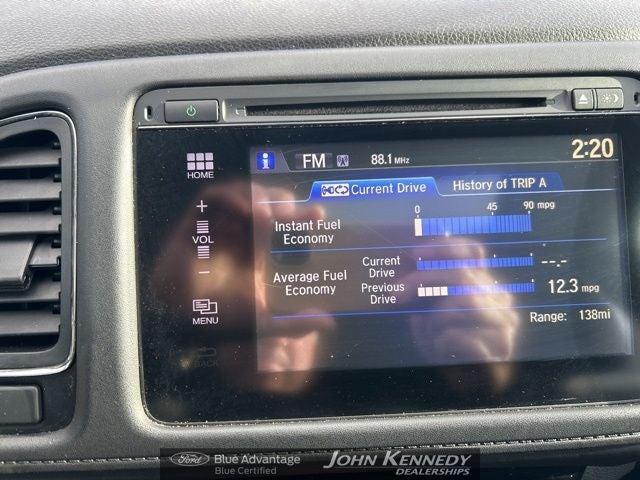 2:20
FM 88.1 MHz
HOME
Current Drive History of TRIP A
0 45 90 mpg
+
Instant Fuel
Economy
VOL
Average Fuel
Economy
Current
Drive
--.-
-
Previous
Drive
12.3 mpg
MENU
Range: 138mi
BACK
Ford Blue Advantage
Blue Certified
JOHN KENNEDY
DEALERSHIPS